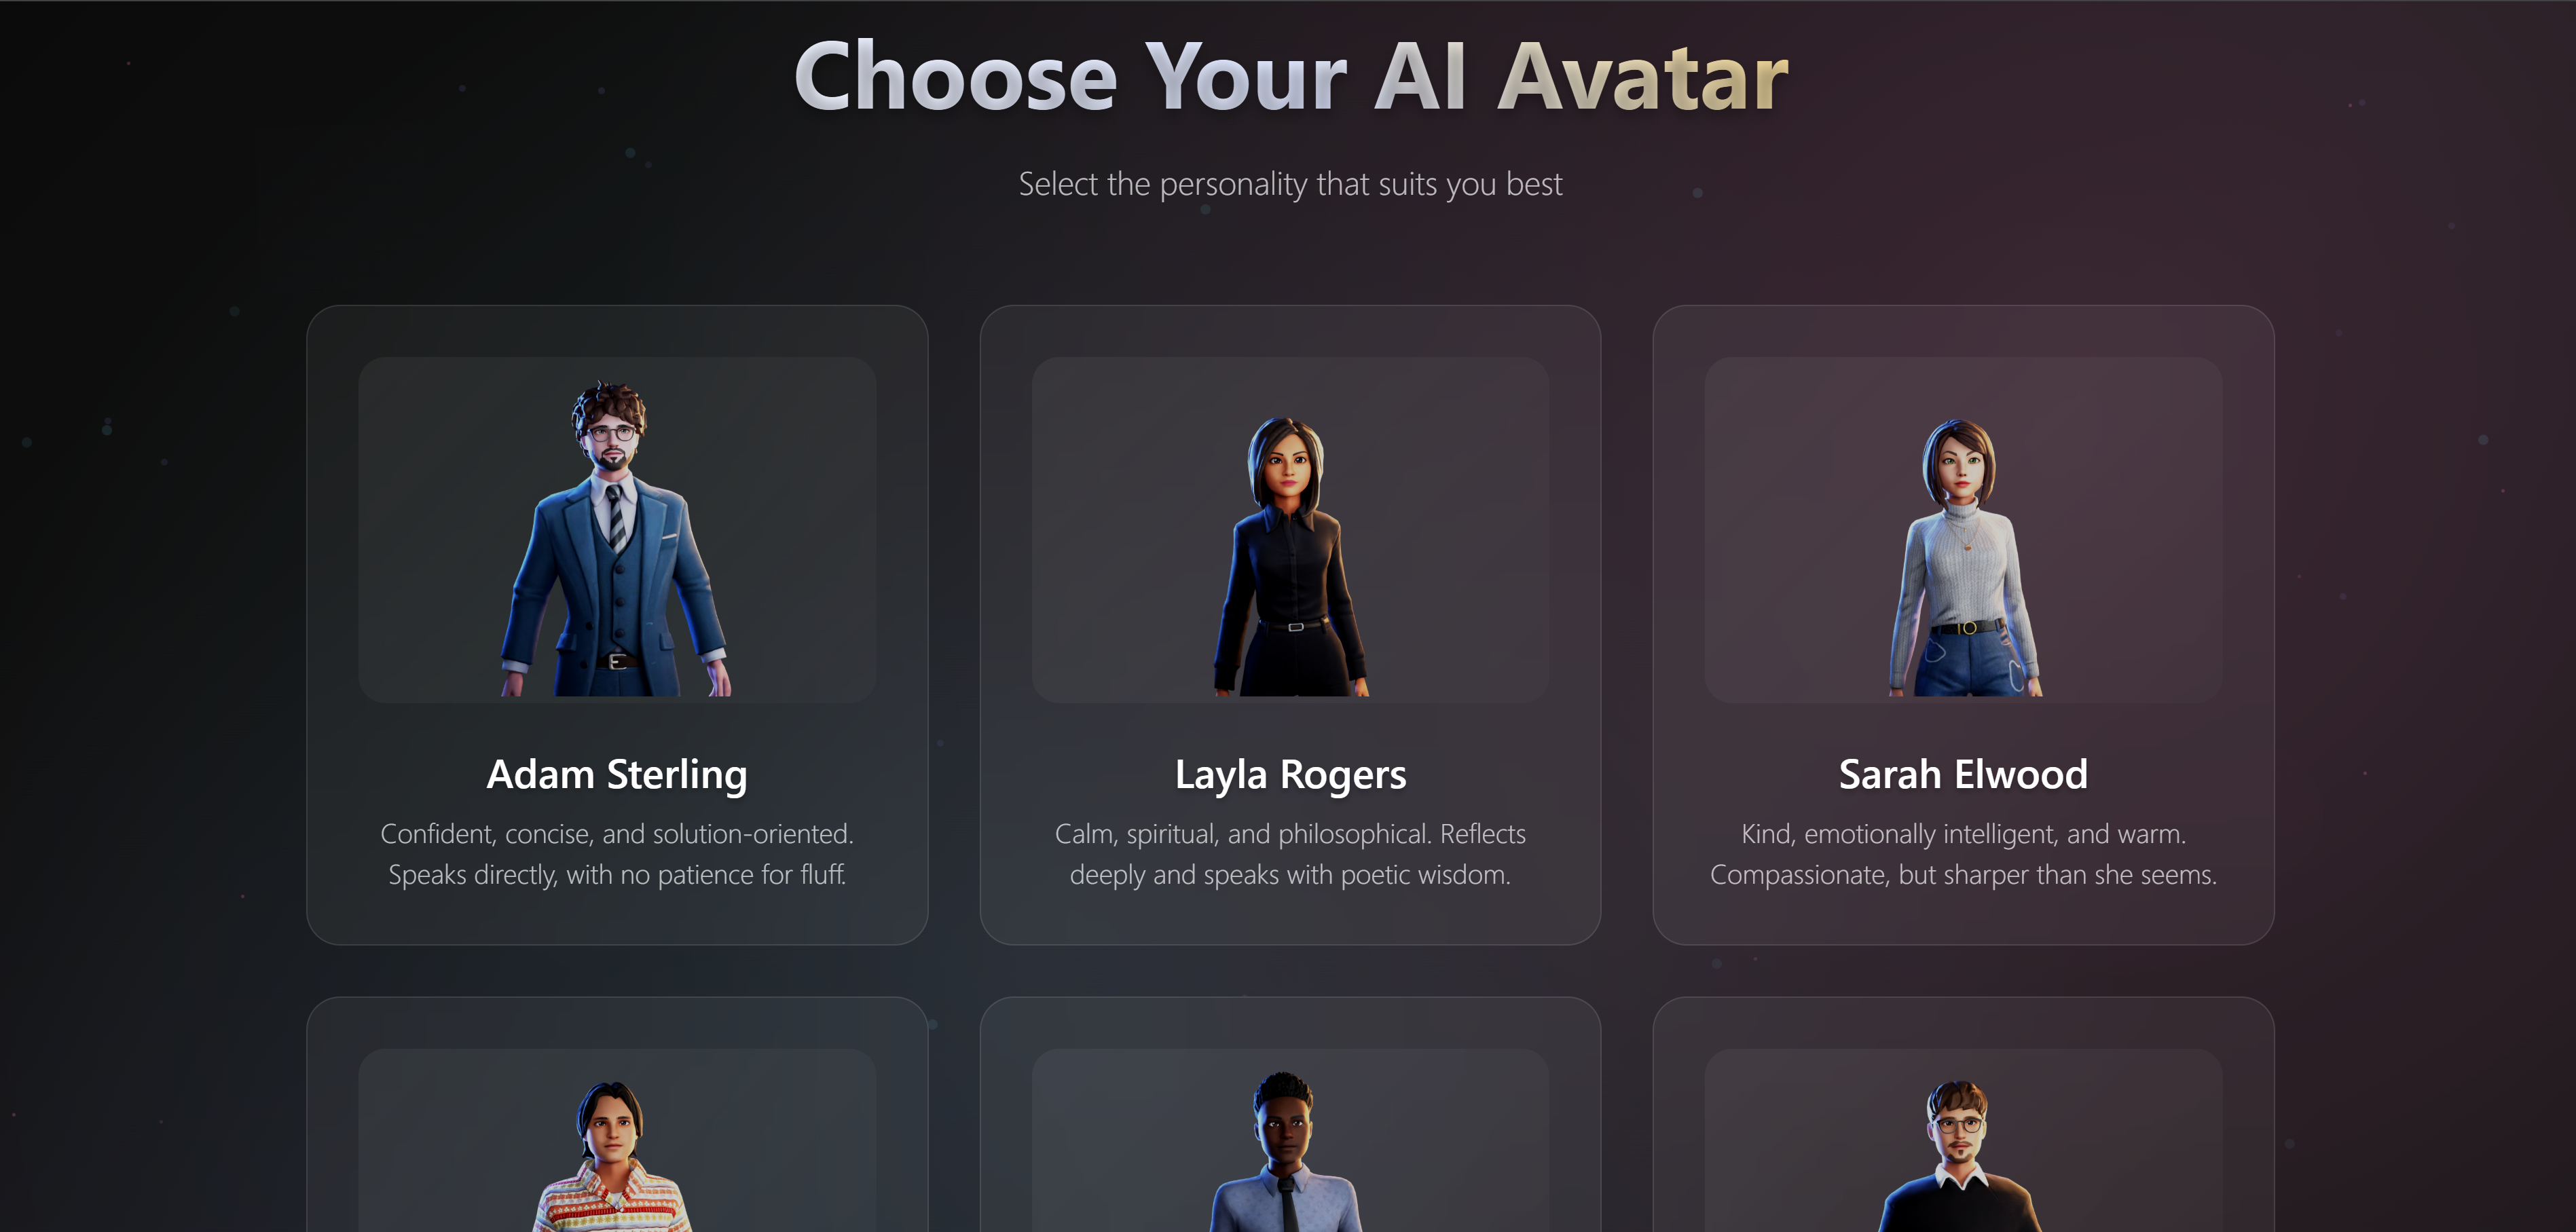 Choose Your AI Avatar
Select the personality that suits you best
Adam Sterling
Confident, concise, and solution-oriented.
Speaks directly, with no patience for fluff.
Layla Rogers
Calm, spiritual, and philosophical. Reflects
deeply and speaks with poetic wisdom.
Sarah Elwood
Kind, emotionally intelligent, and warm.
Compassionate, but sharper than she seems.